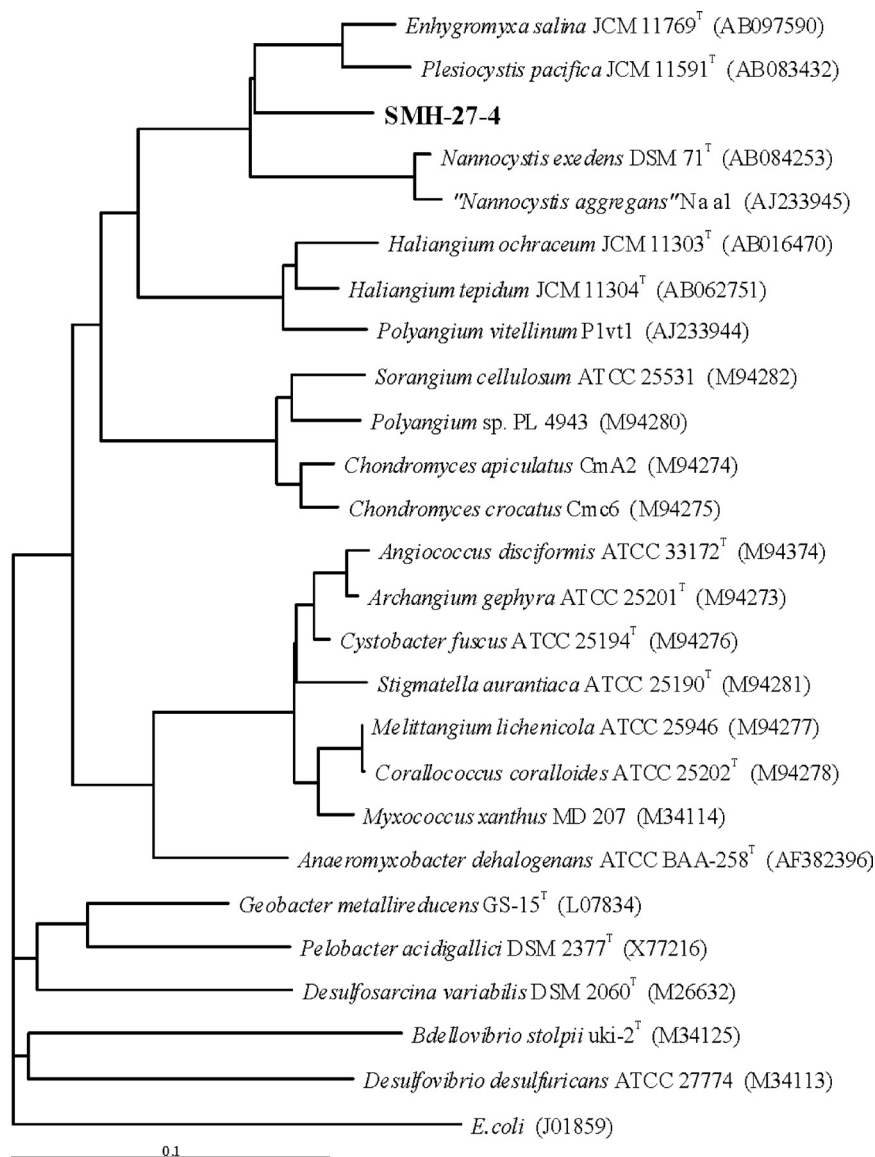 Enhygromyxa salina JCM 11769T (AB097590)
Plesiocystis pacifica JCM 11591T (AB083432)
SMH-27-4
Nannocystis exedens DSM 71T (AB084253)
"Nannocystis aggregans" Na a1 (AJ233945)
Haliangium ochraceum JCM 11303T (AB016470)
Haliangium tepidum JCM 11304T (AB062751)
Polyangium vitellinum Plvt1 (AJ233944)
Sorangium cellulosum ATCC 25531 (M94282)
Polyangium sp. PL 4943 (M94280)
Chondromyces apiculatus CmA2 (M94274)
Chondromyces crocatus Cmc6 (M94275)
Angiococcus disciformis ATCC 33172T (M94374)
Archangium gephyra ATCC 25201T (M94273)
Cystobacter fuscus ATCC 25194T (M94276)
Stigmatella aurantiaca ATCC 25190T (M94281)
Melittangium lichenicola ATCC 25946 (M94277)
Corallococcus coralloides ATCC 25202T (M94278)
Myxococcus xanthus MD 207 (M34114)
Anaeromyxobacter dehalogenans ATCC BAA-258T (AF382396)
Geobacter metallireducens GS-15T (L07834)
Pelobacter acidigallici DSM 2377T (X77216)
Desulfosarcina variabilis DSM 2060T (M26632)
Bdellovibrio stolpii uki-2T (M34125)
Desulfovibrio desulfuricans ATCC 27774 (M34113)
E.coli (J01859)
0.1